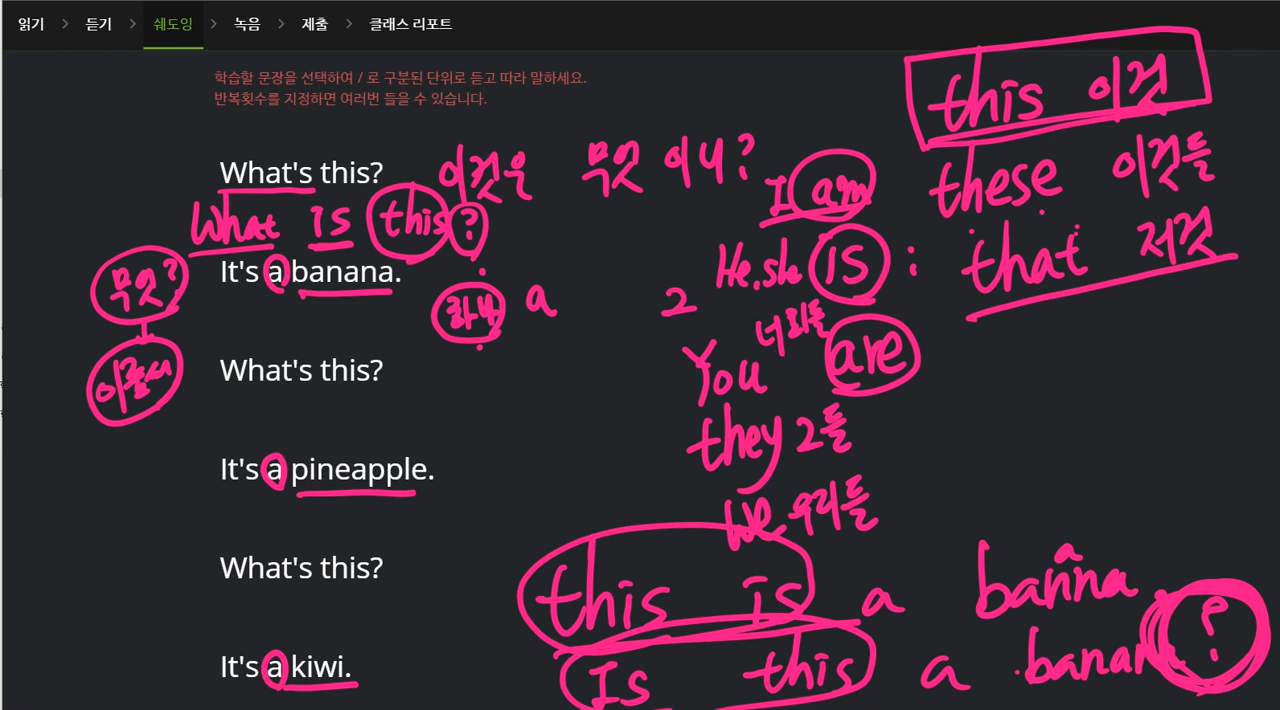 읽기 > 듣기 > 쉐도잉 > 녹음 > 제출 > 클래스 리포트
학습할 문장을 선택하여 / 로 구분된 단위로 듣고 따라 말하세요.
반복횟수를 지정하면 여러번 들을 수 있습니다.
this 이것
What's this? 이것은 무엇 이니?
these 이것들
I am
What is this ?
He, she is :
that 저것
It's a banana.
무엇?
a
2
You 너희들 are
What's this?
they 그들
It's a pineapple.
we 우리들
What's this?
this is a banna
a
It's a kiwi.
Is this a banana ?